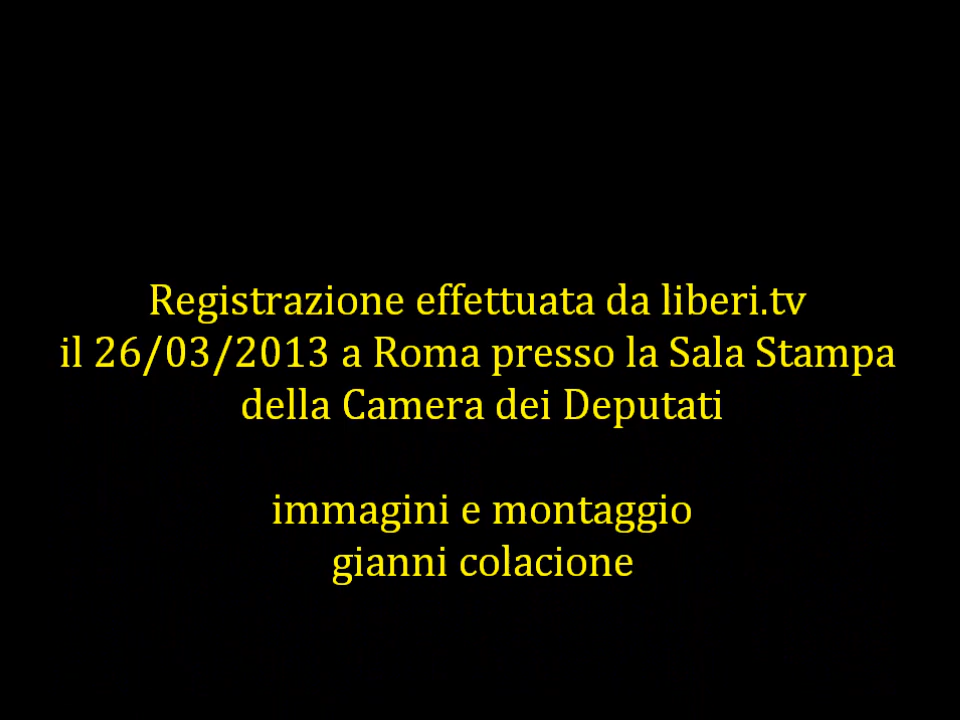 Registrazione effettuata da liberi.tv
il 26/03/2013 a Roma presso la Sala Stampa
della Camera dei Deputati
immagini e montaggio
gianni colacione